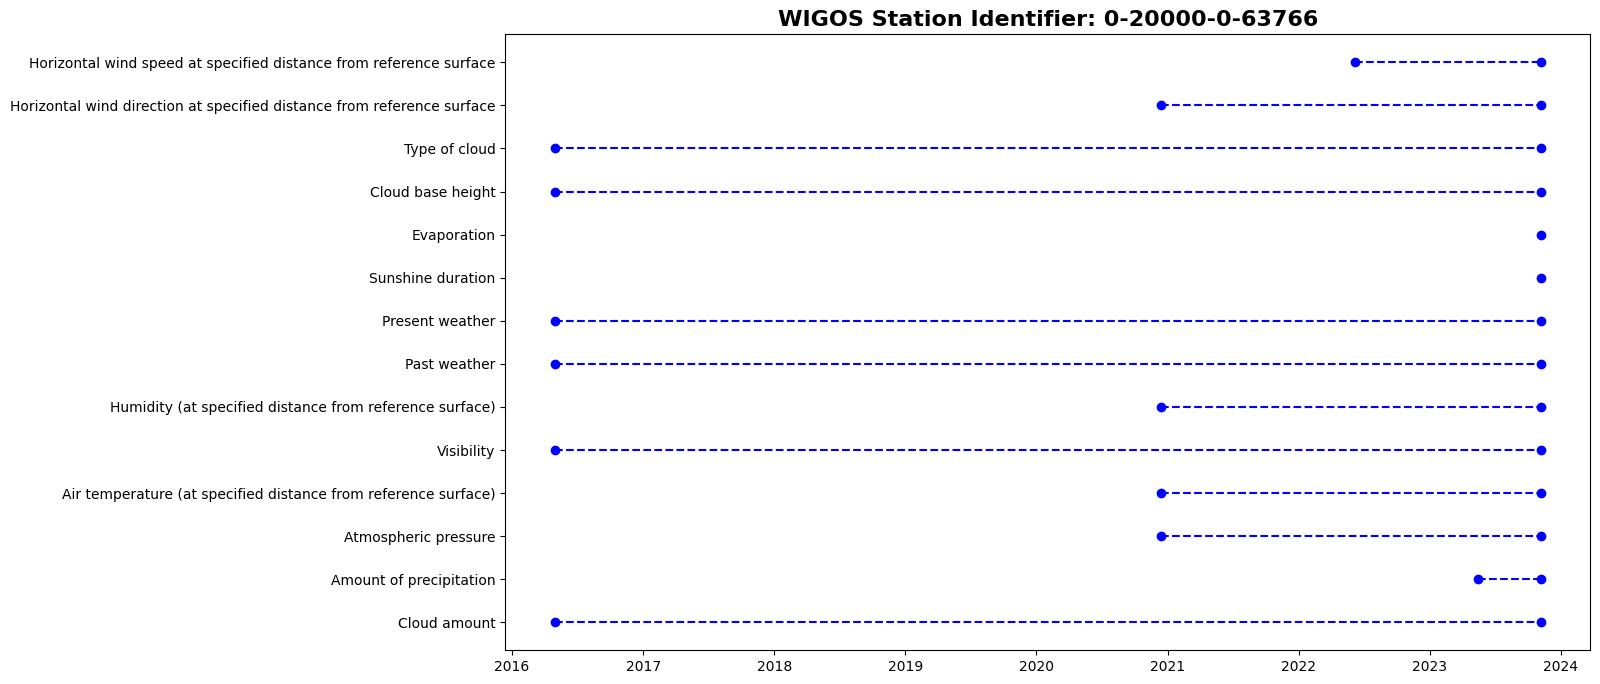 WIGOS Station Identifier: 0-20000-0-63766
Horizontal wind speed at specified distance from reference surface
Horizontal wind direction at specified distance from reference surface
Type of cloud
Cloud base height
Evaporation
Sunshine duration
Present weather
Past weather
Humidity (at specified distance from reference surface)
Visibility
Air temperature (at specified distance from reference surface)
Atmospheric pressure
Amount of precipitation
Cloud amount
2016 2017 2018 2019 2020 2021 2022 2023 2024